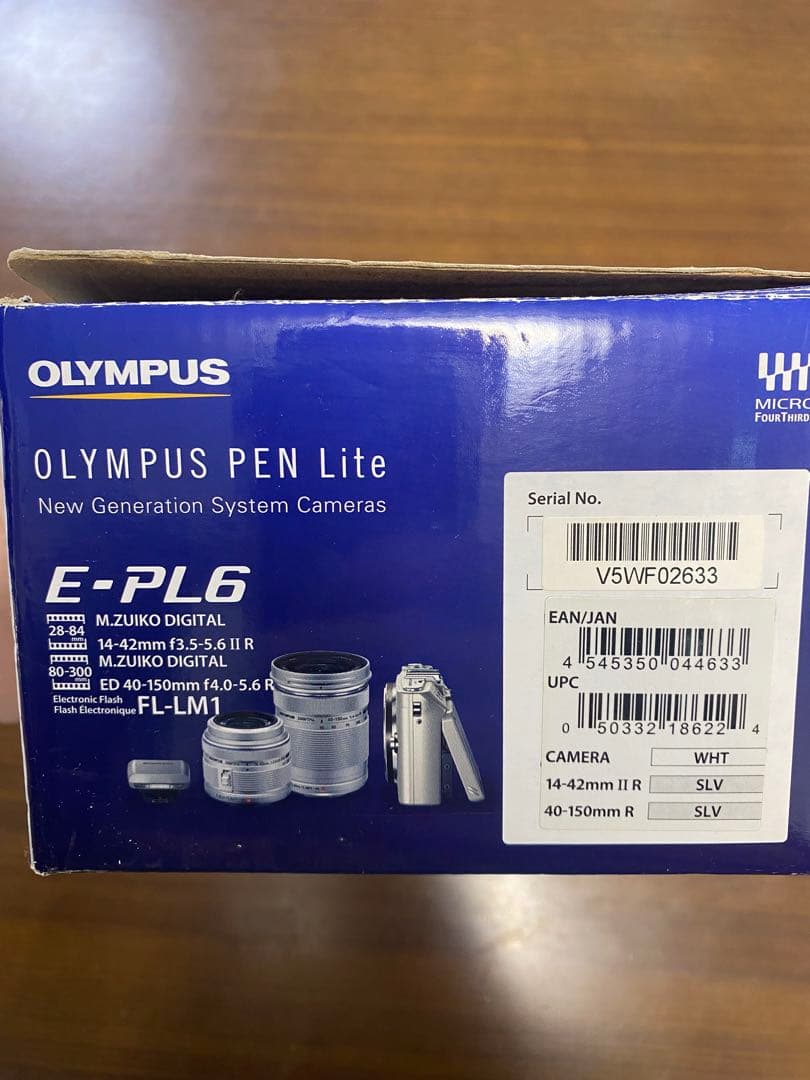 OLYMPUS
MICRO
FOURTHIRD
OLYMPUS PEN Lite
New Generation System Cameras
E-PL6
28-84 mm
M.ZUIKO DIGITAL
14-42mm f3.5-5.6 II R
80-300 mm
M.ZUIKO DIGITAL
ED 40-150mm f4.0-5.6 R
Electronic Flash
Flash Électronique FL-LM1
Serial No.
V5WF02633
EAN/JAN
4 545350 044633
UPC
0 50332 18622 4
CAMERA WHT
14-42mm II R SLV
40-150mm R SLV